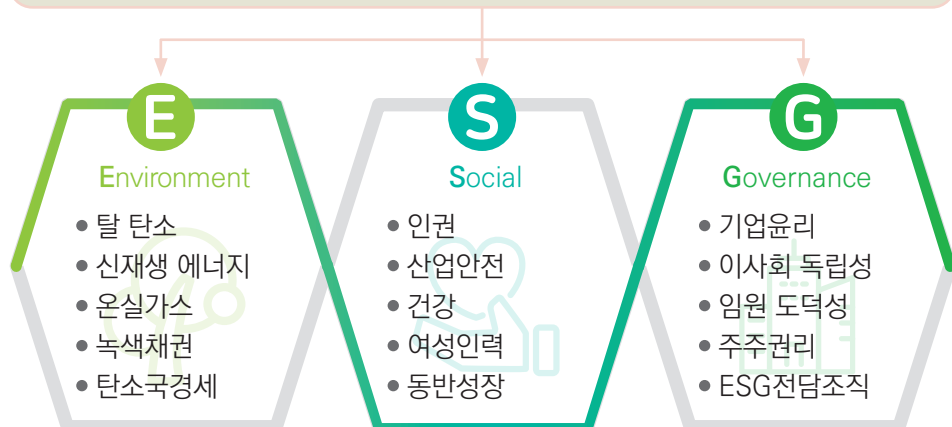 E
Environment
• 탈 탄소
• 신재생 에너지
• 온실가스
• 녹색채권
• 탄소국경세
S
Social
• 인권
• 산업안전
• 건강
• 여성인력
• 동반성장
G
Governance
• 기업윤리
• 이사회 독립성
• 임원 도덕성
• 주주권리
• ESG전담조직